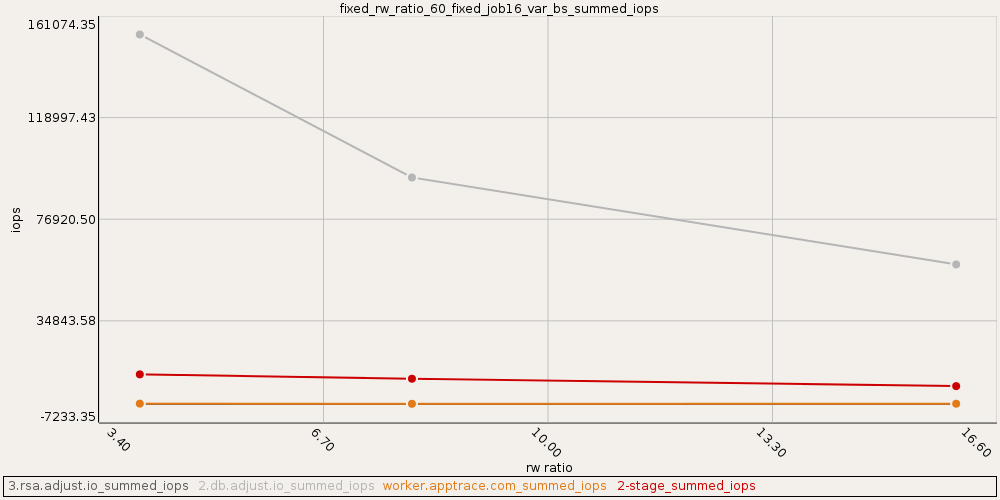 fixed_rw_ratio_60_fixed_job16_var_bs_summed_iops
161074.35
118997.43
76920.50
34843.58
-7233.35
iops
3.40
6.70
10.00
13.30
16.60
rw ratio
3.rsa.adjust.io_summed_iops 2.db.adjust.io_summed_iops worker.apptrace.com_summed_iops 2-stage_summed_iops